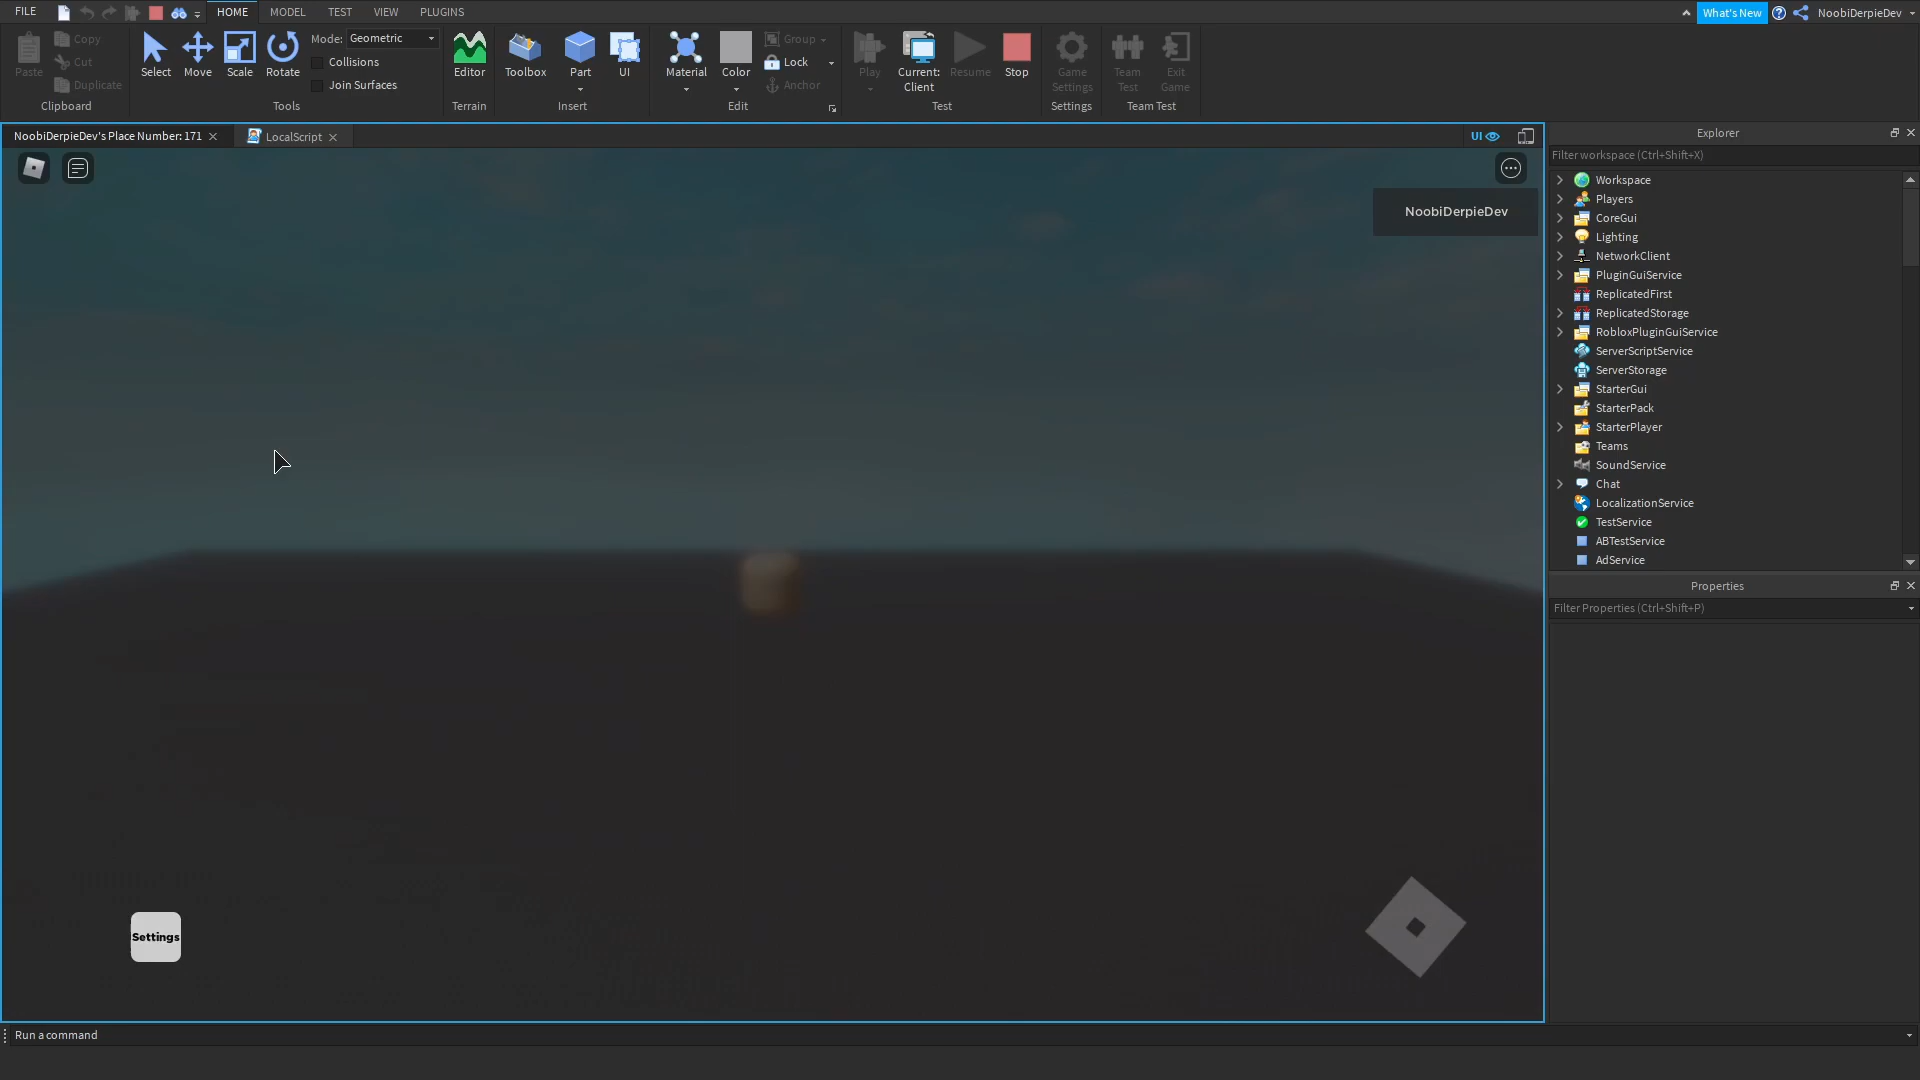 FILE HOME MODEL TEST VIEW PLUGINS What's New NoobiDerpieDev
Paste
Copy
Cut
Duplicate
Clipboard
Select Move Scale Rotate
Mode: Geometric
Collisions
Join Surfaces
Tools
Editor
Terrain
Toolbox Part UI
Insert
Material Color
Group
Lock
Anchor
Edit
Play
Current:
Client
Resume Stop
Test
Game
Settings
Settings
Team
Test
Exit
Game
Team Test
NoobiDerpieDev's Place Number: 171 LocalScript UI
NoobiDerpieDev
Settings
Explorer
Filter workspace (Ctrl+Shift+X)
Workspace
Players
CoreGui
Lighting
NetworkClient
PluginGuiService
ReplicatedFirst
ReplicatedStorage
RobloxPluginGuiService
ServerScriptService
ServerStorage
StarterGui
StarterPack
StarterPlayer
Teams
SoundService
Chat
LocalizationService
TestService
ABTestService
AdService
Properties
Filter Properties (Ctrl+Shift+P)
Run a command